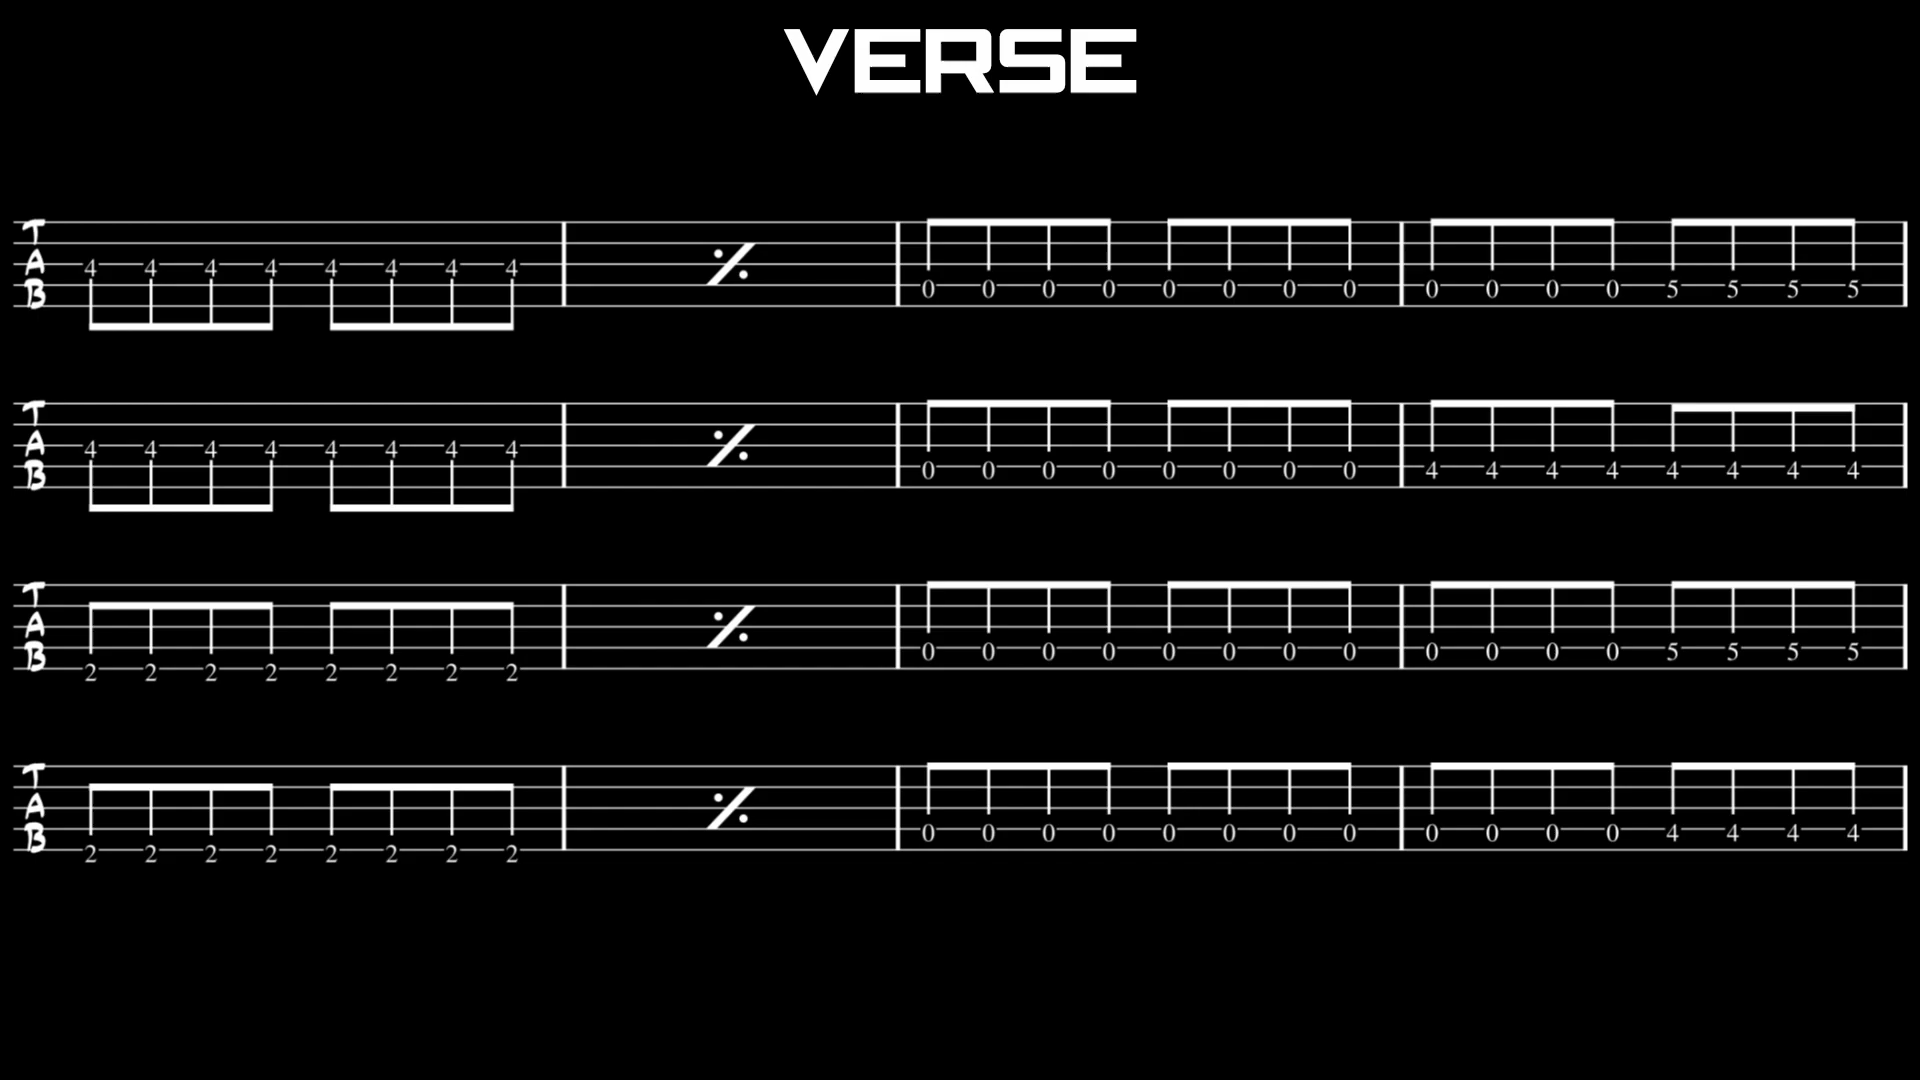 VERSE
TAB 4 4 4 4 4 4 4 4 0 0 0 0 0 0 0 0 0 0 0 0 5 5 5 5
TAB 4 4 4 4 4 4 4 4 0 0 0 0 0 0 0 0 4 4 4 4 4 4 4 4
TAB 2 2 2 2 2 2 2 2 0 0 0 0 0 0 0 0 0 0 0 0 5 5 5 5
TAB 2 2 2 2 2 2 2 2 0 0 0 0 0 0 0 0 0 0 0 0 4 4 4 4